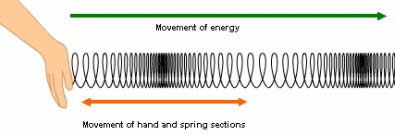 Movement of energy
Movement of hand and spring sections